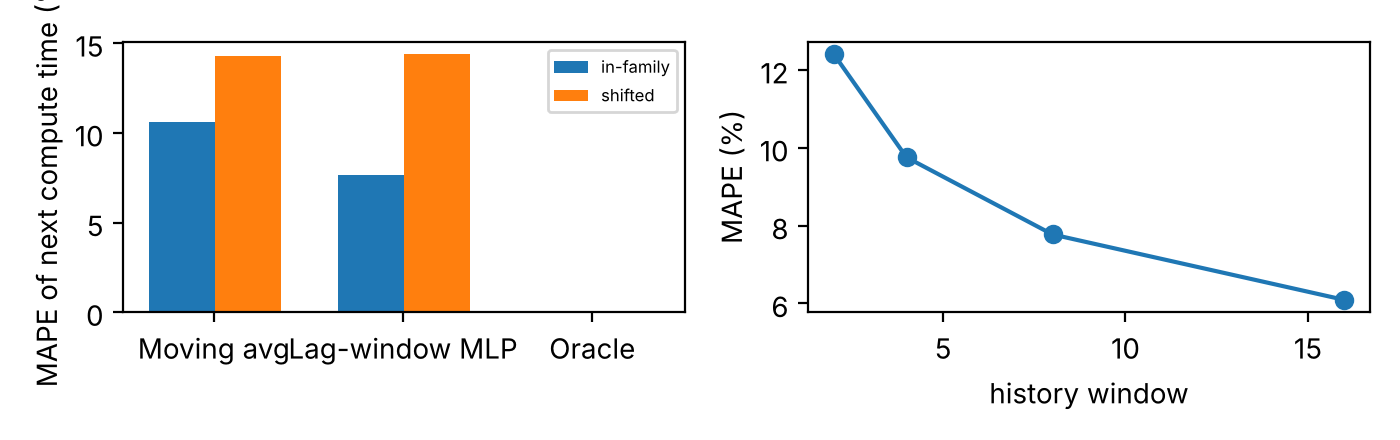 MAPE of next compute time (
15
10
5
0
in-family
shifted
Moving avg
Lag-window MLP
Oracle
MAPE (%)
12
10
8
6
5
10
15
history window